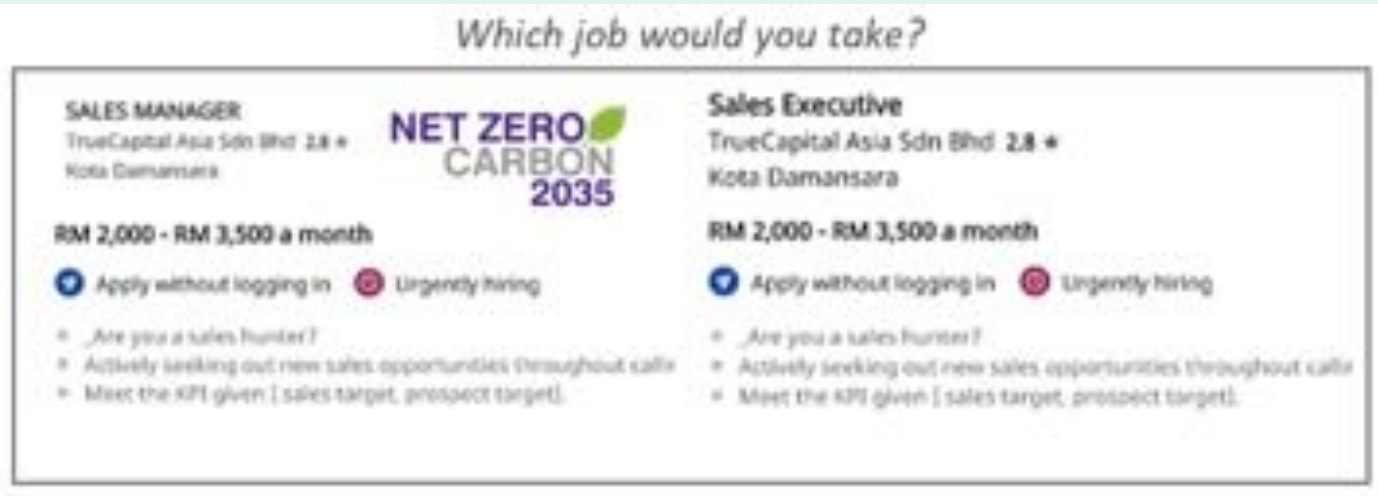 Which job would you take?
SALES MANAGER
TrueCapital Asia Sdn Bhd 2.8 ★
Kota Damansara
NET ZERO
CARBON
2035
RM 2,000 - RM 3,500 a month
Apply without logging in Urgently hiring
_Are you a sales hunter?
Actively seeking out new sales opportunities throughout
Meet the KPI given [ sales target, prospect target].
Sales Executive
TrueCapital Asia Sdn Bhd 2.8 ★
Kota Damansara
RM 2,000 - RM 3,500 a month
Apply without logging in Urgently hiring
_Are you a sales hunter?
Actively seeking out new sales opportunities throughout
Meet the KPI given [ sales target, prospect target].